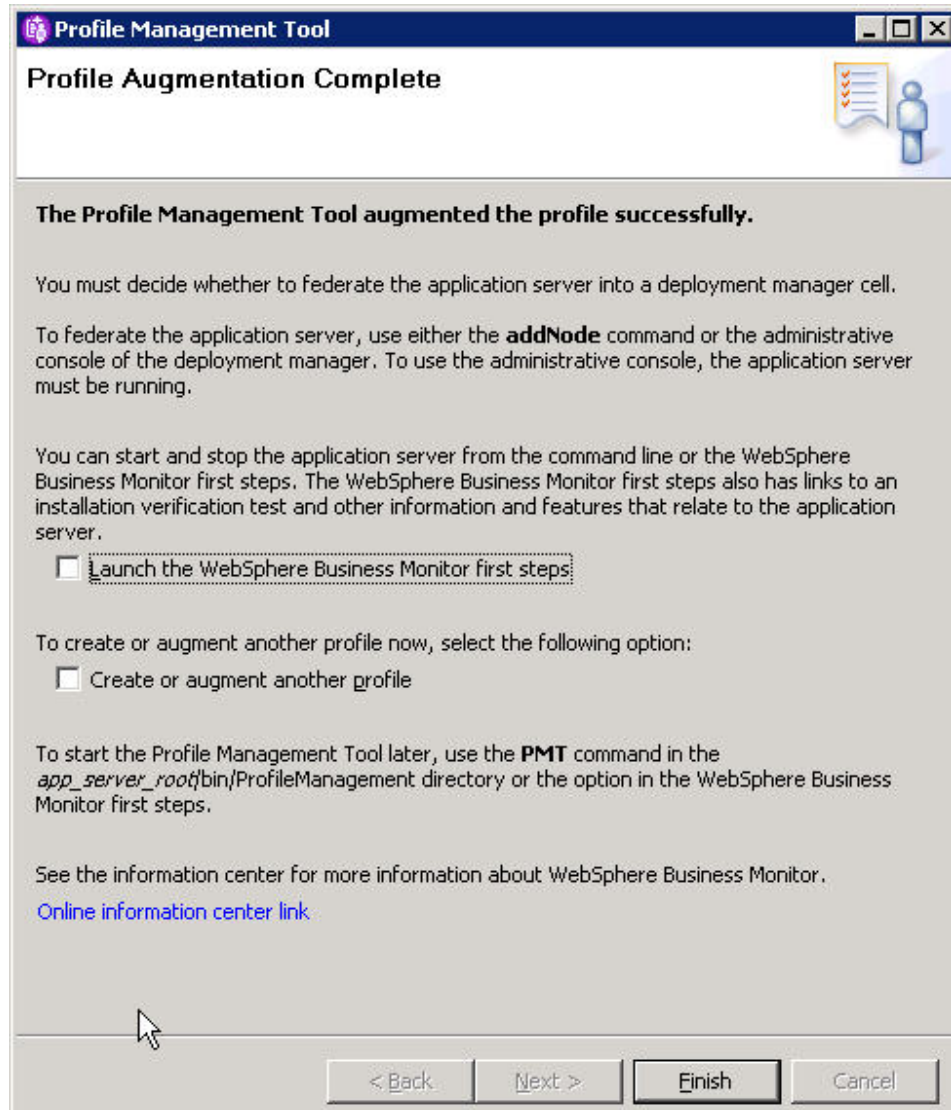 Profile Management Tool
Profile Augmentation Complete
The Profile Management Tool augmented the profile successfully.
You must decide whether to federate the application server into a deployment manager cell.
To federate the application server, use either the addNode command or the administrative
console of the deployment manager. To use the administrative console, the application server
must be running.
You can start and stop the application server from the command line or the WebSphere
Business Monitor first steps. The WebSphere Business Monitor first steps also has links to an
installation verification test and other information and features that relate to the application
server.
Launch the WebSphere Business Monitor first steps
To create or augment another profile now, select the following option:
Create or augment another profile
To start the Profile Management Tool later, use the PMT command in the
app_server_root/bin/ProfileManagement directory or the option in the WebSphere Business
Monitor first steps.
See the information center for more information about WebSphere Business Monitor.
Online information center link
< Back Next > Finish Cancel